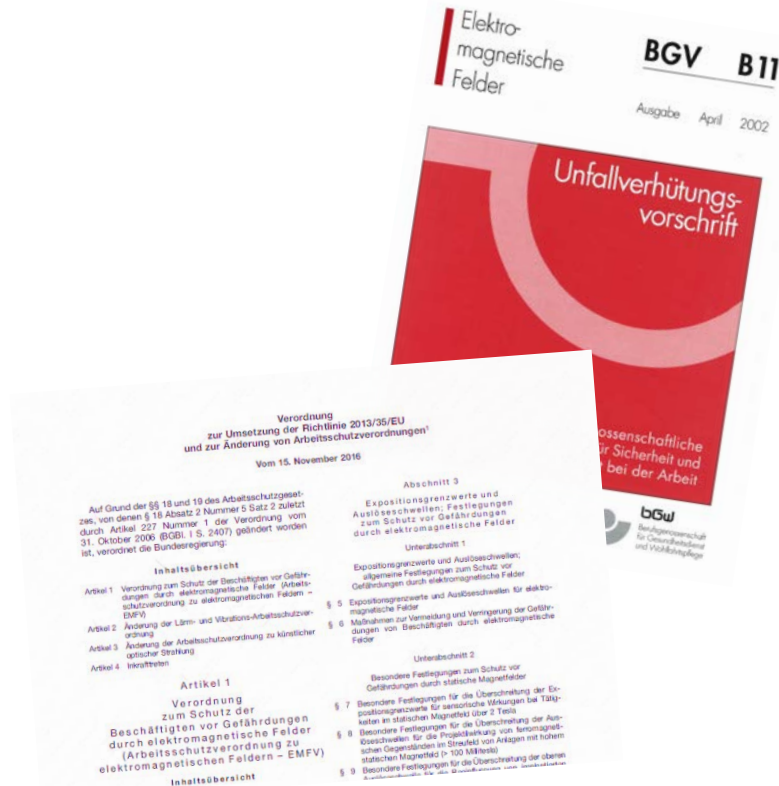 Elektro-
magnetische
Felder
BGV B 11
Ausgabe April 2002
Unfallverhütungs-
vorschrift
ossenschaftliche
ür Sicherheit und
bei der Arbeit
bGW
Berufsgenossenschaft
für Gesundheitsdienst
und Wohlfahrtspflege
Verordnung
zur Umsetzung der Richtlinie 2013/35/EU
und zur Änderung von Arbeitsschutzverordnungen¹
Vom 15. November 2016
Auf Grund der §§ 18 und 19 des Arbeitsschutzgeset-
zes, von denen § 18 Absatz 2 Nummer 5 Satz 2 zuletzt
durch Artikel 227 Nummer 1 der Verordnung vom
31. Oktober 2006 (BGBl. I S. 2407) geändert worden
ist, verordnet die Bundesregierung:
Inhaltsübersicht
Artikel 1 Verordnung zum Schutz der Beschäftigten vor Gefähr-
dungen durch elektromagnetische Felder (Arbeits-
schutzverordnung zu elektromagnetischen Feldern –
EMFV)
Artikel 2 Änderung der Lärm- und Vibrations-Arbeitsschutzver-
ordnung
Artikel 3 Änderung der Arbeitsschutzverordnung zu künstlicher
optischer Strahlung
Artikel 4 Inkrafttreten
Artikel 1
Verordnung
zum Schutz der
Beschäftigten vor Gefährdungen
durch elektromagnetische Felder
(Arbeitsschutzverordnung zu
elektromagnetischen Feldern – EMFV)
Inhaltsübersicht
Abschnitt 3
Expositionsgrenzwerte und
Auslöseschwellen; Festlegungen
zum Schutz vor Gefährdungen
durch elektromagnetische Felder
Unterabschnitt 1
Expositionsgrenzwerte und Auslöseschwellen;
allgemeine Festlegungen zum Schutz vor
Gefährdungen durch elektromagnetische Felder
§ 5 Expositionsgrenzwerte und Auslöseschwellen für elektro-
magnetische Felder
§ 6 Maßnahmen zur Vermeidung und Verringerung der Gefähr-
dungen von Beschäftigten durch elektromagnetische
Felder
Unterabschnitt 2
Besondere Festlegungen zum Schutz vor
Gefährdungen durch statische Magnetfelder
§ 7 Besondere Festlegungen für die Überschreitung der Ex-
positionsgrenzwerte für sensorische Wirkungen bei Tätig-
keiten im statischen Magnetfeld über 2 Tesla
§ 8 Besondere Festlegungen für die Überschreitung der Aus-
löseschwellen für die Projektilwirkung von ferromagneti-
schen Gegenständen im Streufeld von Anlagen mit hohem
statischen Magnetfeld (> 100 Millitesla)
§ 9 Besondere Festlegungen für die Überschreitung der oberen